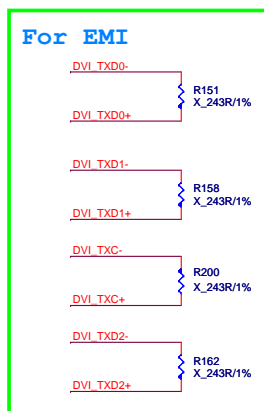 For EMI
DVI_TXD0-
R151
X_243R/1%
DVI_TXD0+
DVI_TXD1-
R158
X_243R/1%
DVI_TXD1+
DVI_TXC-
R200
X_243R/1%
DVI_TXC+
DVI_TXD2-
R162
X_243R/1%
DVI_TXD2+